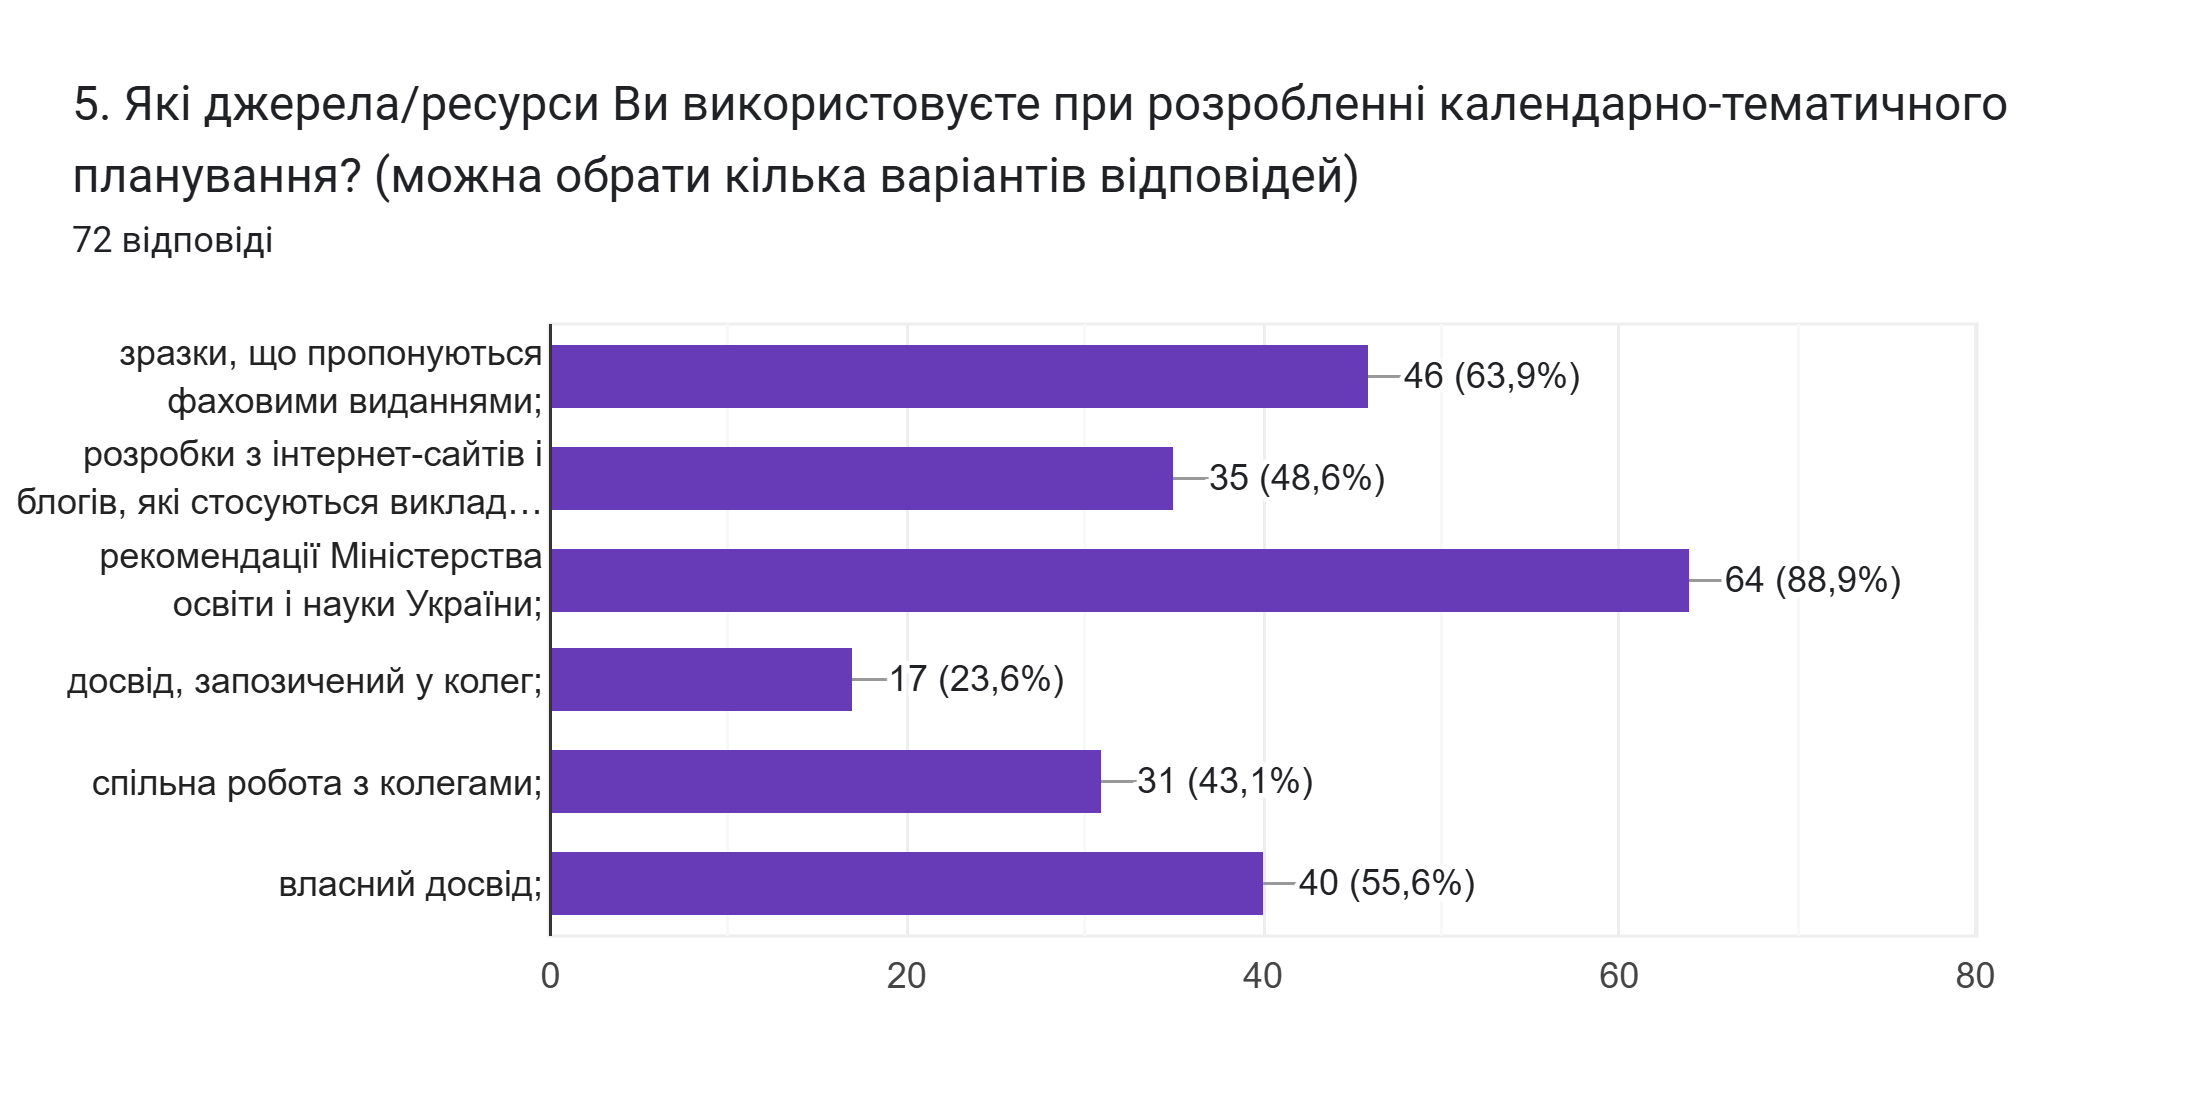 5. Які джерела/ресурси Ви використовуєте при розробленні календарно-тематичного
планування? (можна обрати кілька варіантів відповідей)
72 відповіді
зразки, що пропонуються
фаховими виданнями;
46 (63,9%)
розробки з інтернет-сайтів і
блогів, які стосуються виклад…
35 (48,6%)
рекомендації Міністерства
освіти і науки України;
64 (88,9%)
досвід, запозичений у колег;
17 (23,6%)
спільна робота з колегами;
31 (43,1%)
власний досвід;
40 (55,6%)
0 20 40 60 80